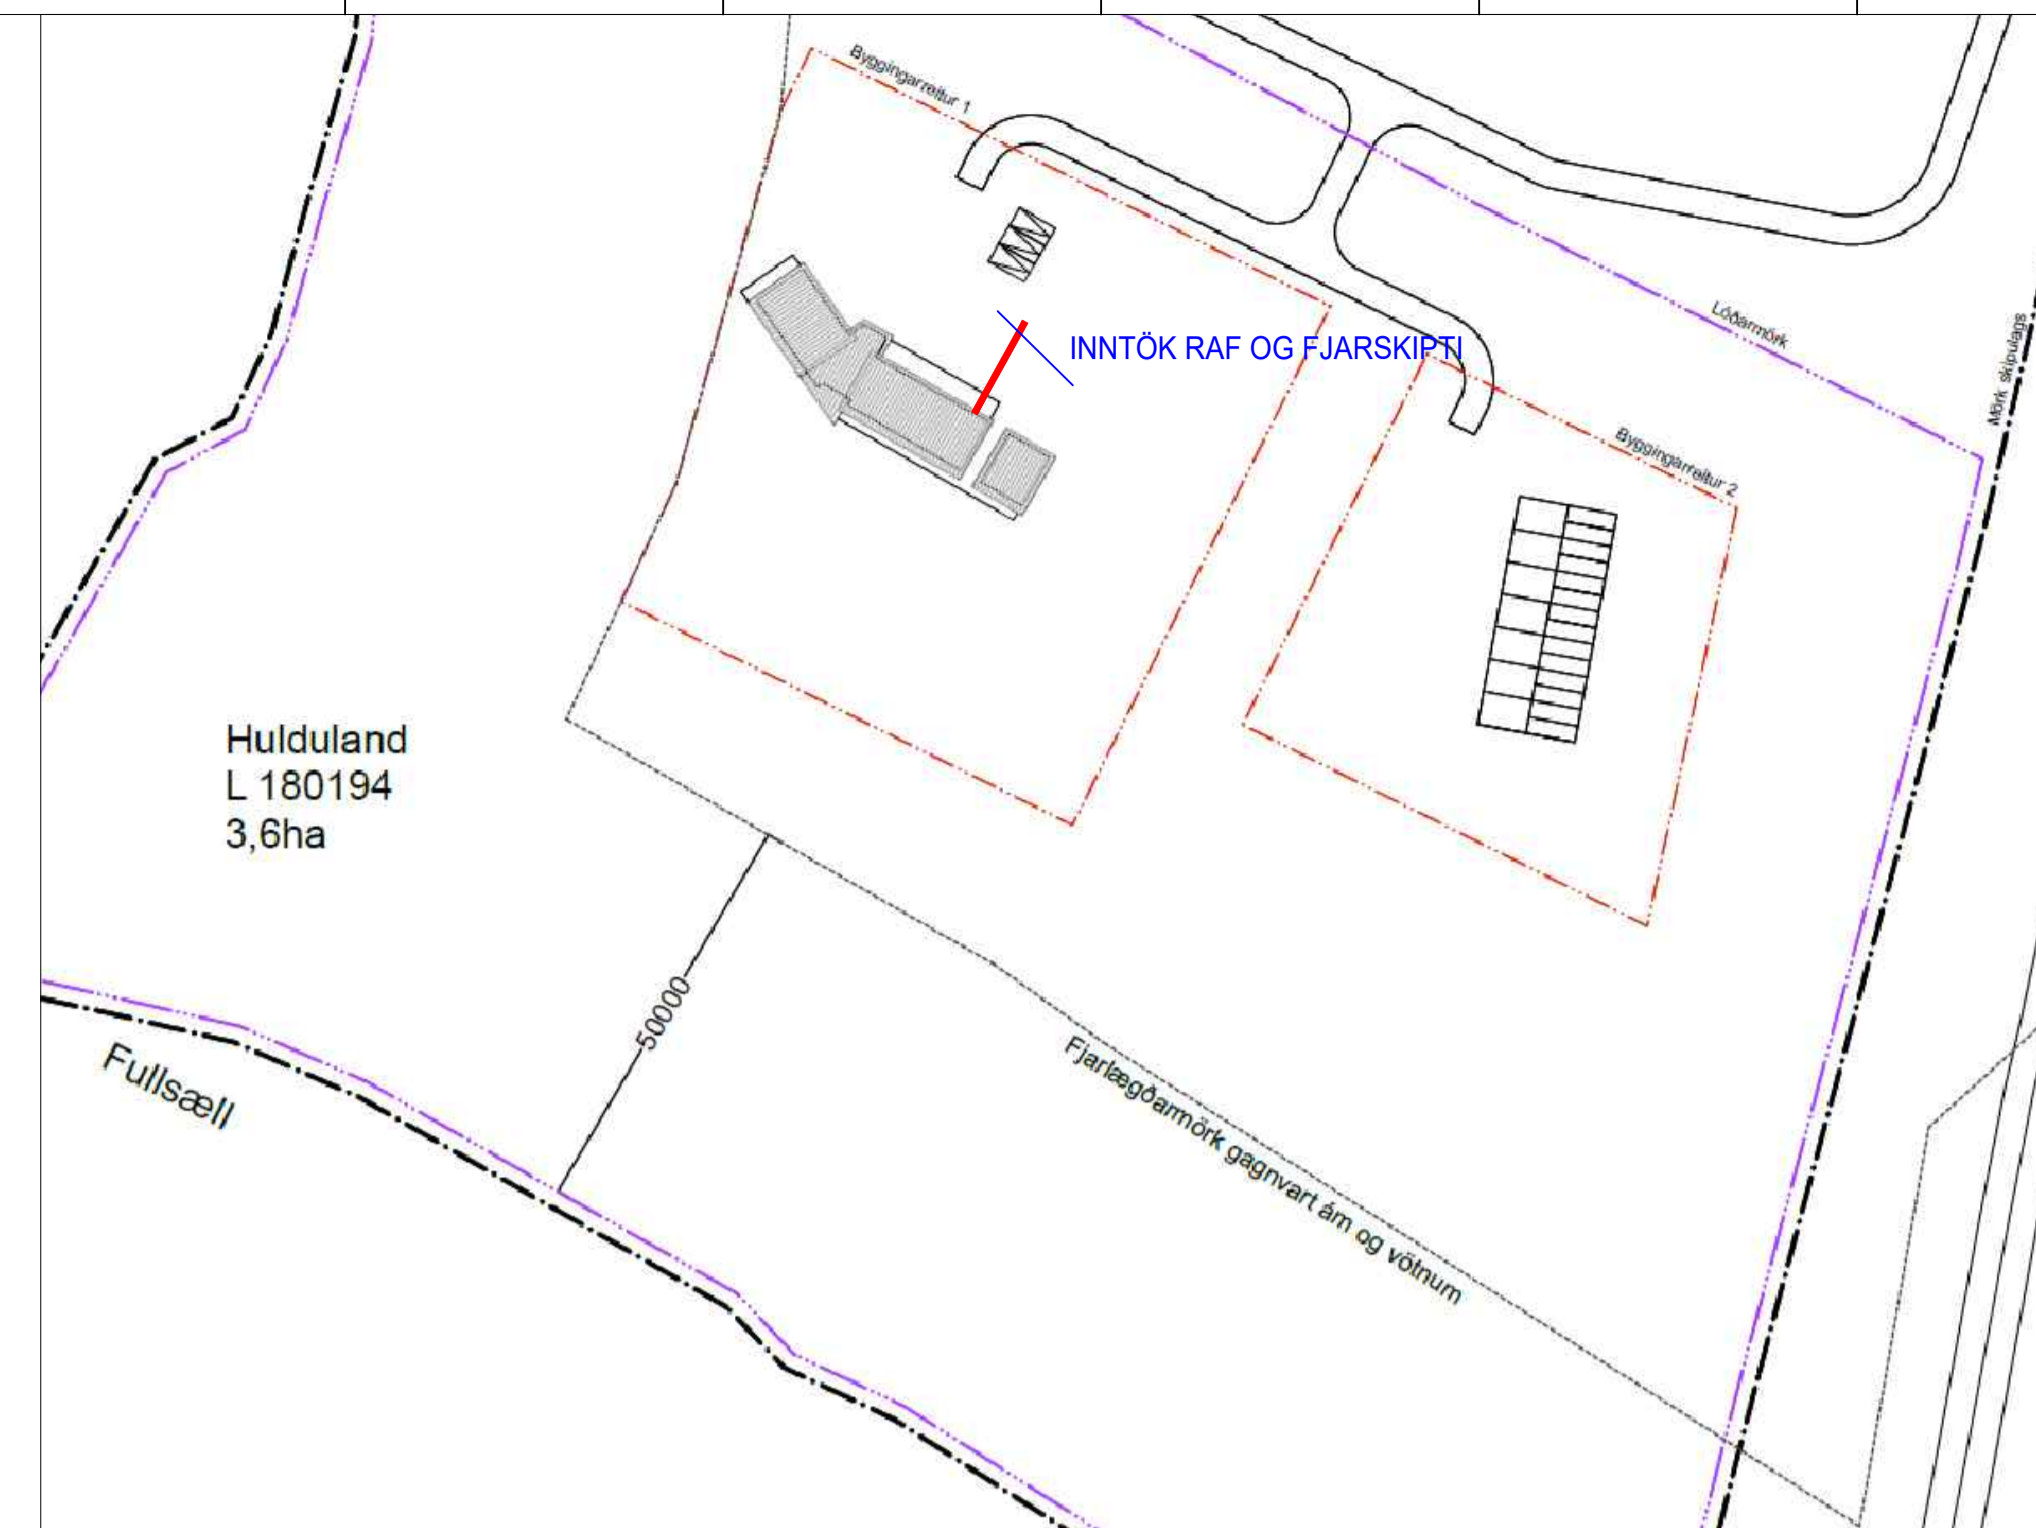 Byggingarreitur 1
INNTÖK RAF OG FJARSKIPTI
Lóðarmörk
Mörk skipulags
Byggingarreitur 2
Hulduland
L 180194
3,6ha
50000
Fullsæll
Fjarlægðarmörk gagnvart ám og vötnum